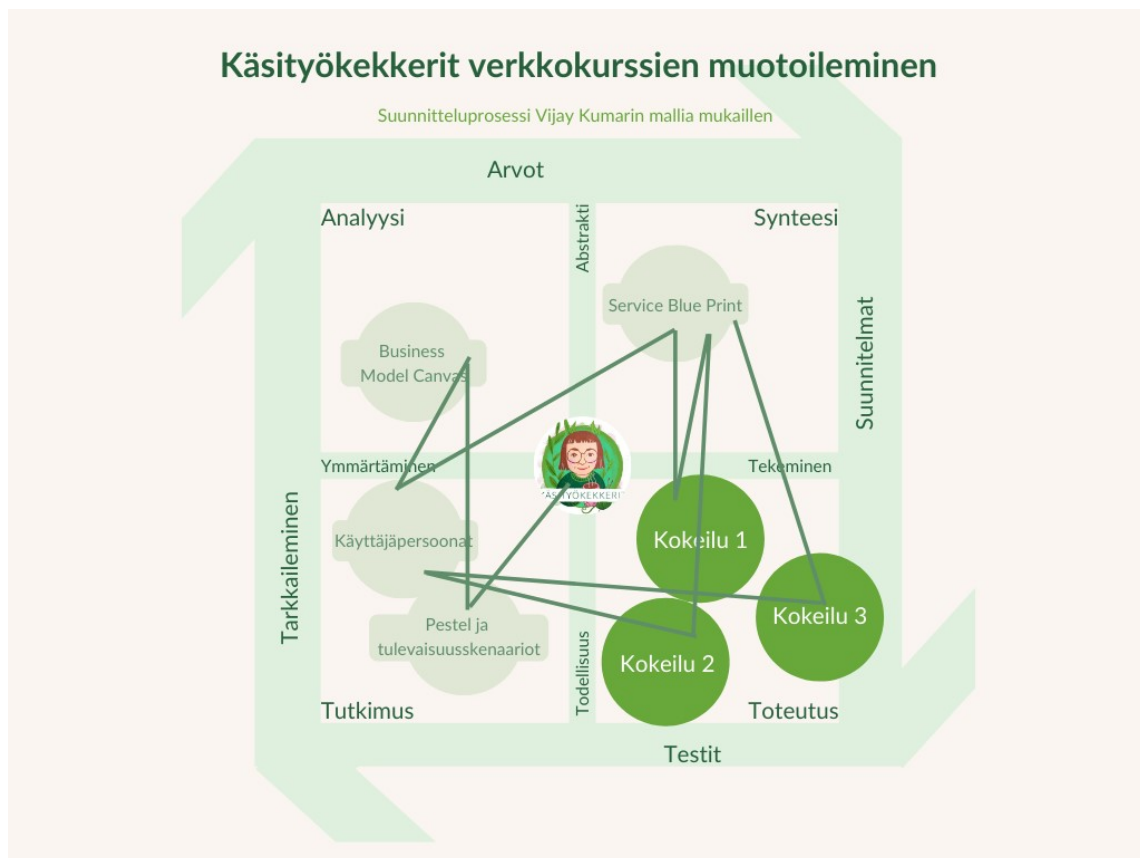 Käsityökekkerit verkkokurssien muotoileminen
Suunnitteluprosessi Vijay Kumarin mallia mukaillen
Arvot
Analyysi
Abstrakti
Synteesi
Service Blue Print
Suunnitelmat
Business
Model Canvas
Ymmärtäminen
Tekeminen
KÄSITYÖKEKKERIT
Tarkkaileminen
Käyttäjäpersoonat
Kokeilu 1
Kokeilu 3
Pestel ja
tulevaisuusskenaariot
Kokeilu 2
Todellisuus
Tutkimus
Toteutus
Testit